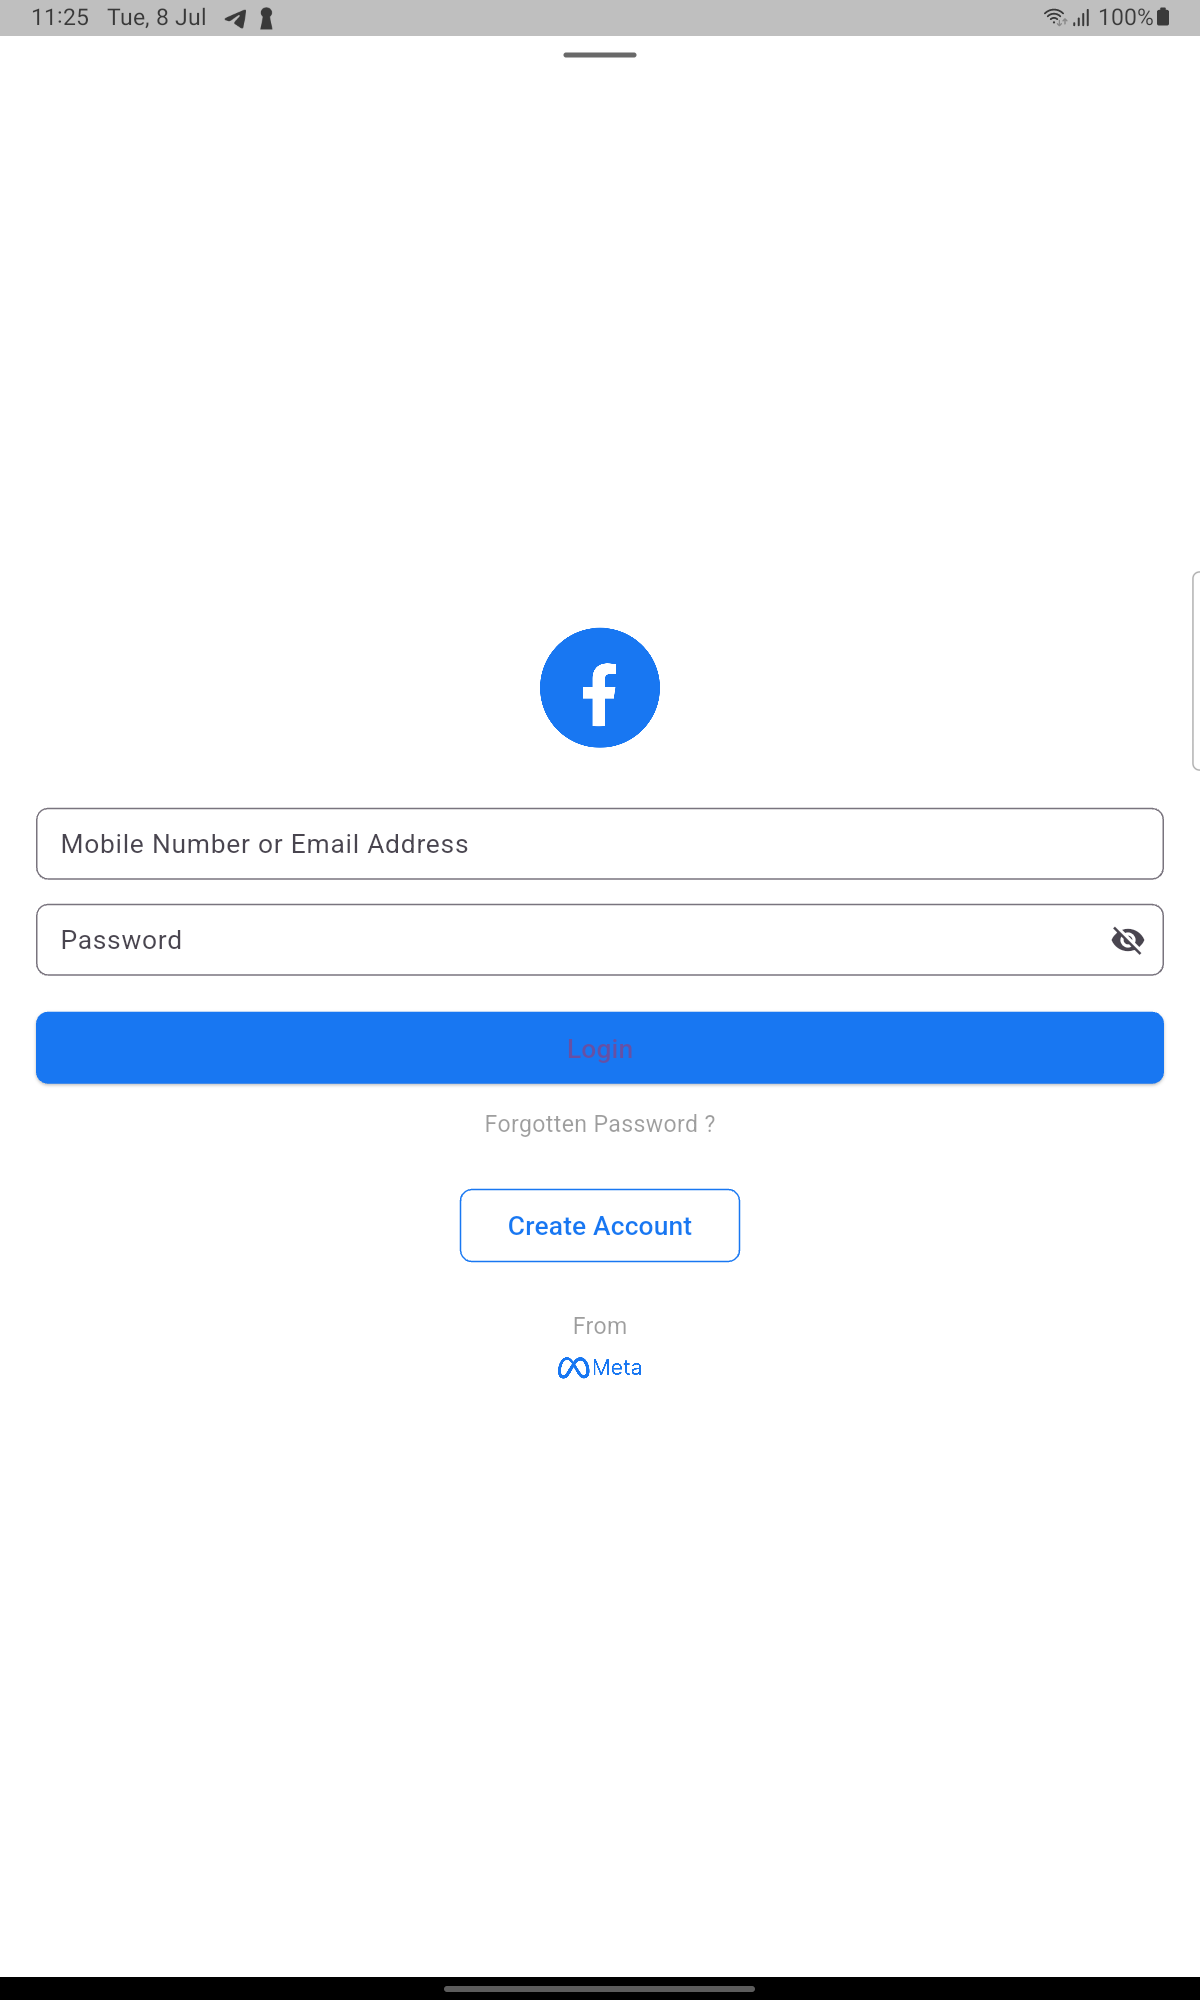 11:25 Tue, 8 Jul 100%
f
Mobile Number or Email Address
Password
Login
Forgotten Password ?
Create Account
From
Meta